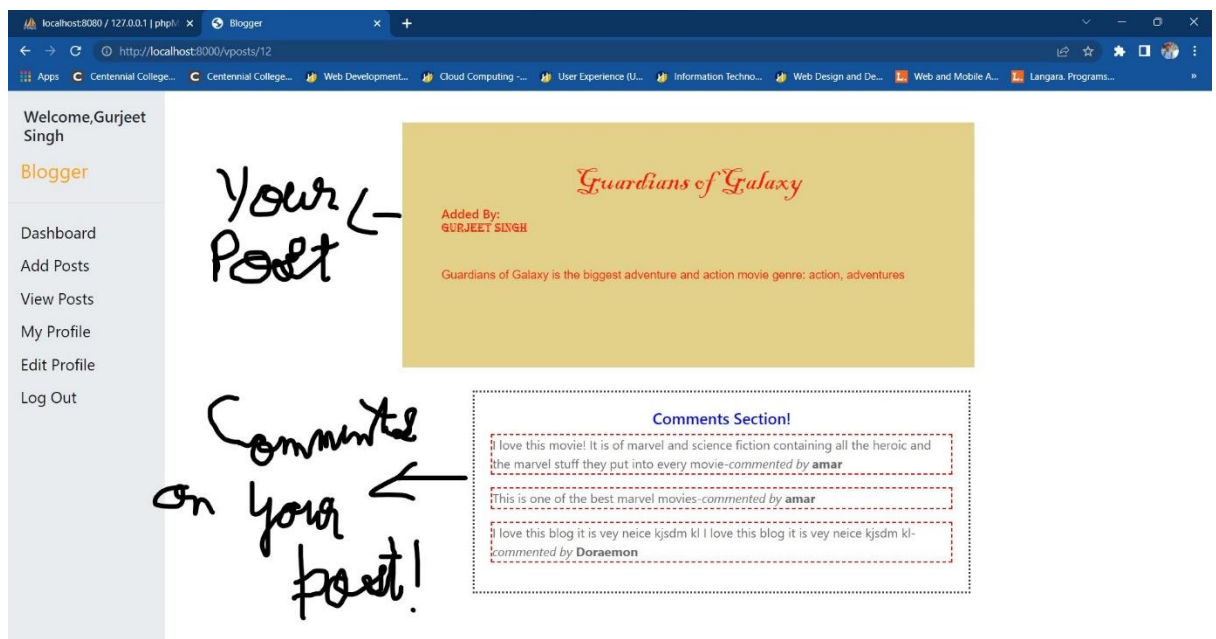 localhost:8080 / 127.0.0.1 | phpM
Blogger
http://localhost:8000/vposts/12
Apps
Centennial College...
Centennial College...
Web Development...
Cloud Computing -...
User Experience (U...
Information Techno...
Web Design and De...
Web and Mobile A...
Langara. Programs...
Welcome,Gurjeet
Singh
Blogger
Dashboard
Add Posts
View Posts
My Profile
Edit Profile
Log Out
Your
Post
Guardians of Galaxy
Added By:
GURJEET SINGH
Guardians of Galaxy is the biggest adventure and action movie genre: action, adventures
Comments
on your
post!
Comments Section!
I love this movie! It is of marvel and science fiction containing all the heroic and
the marvel stuff they put into every movie-commented by amar
This is one of the best marvel movies-commented by amar
I love this blog it is vey neice kjsdm kl I love this blog it is vey neice kjsdm kl-
commented by Doraemon